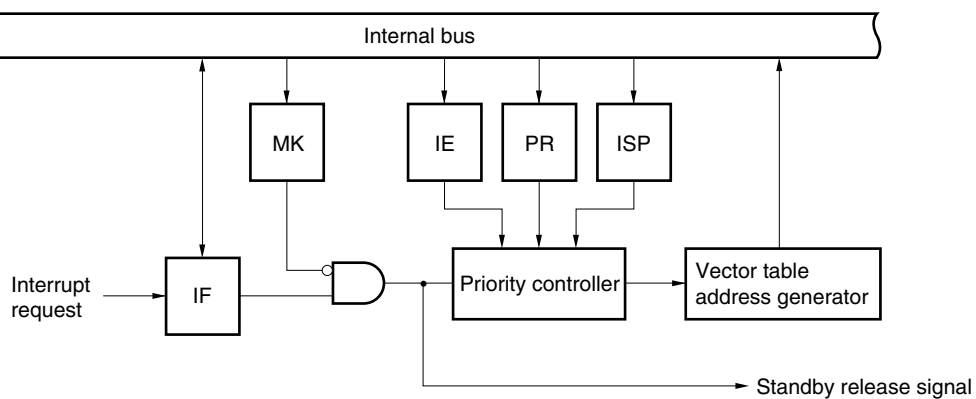 Internal bus
MK
IE
PR
ISP
Interrupt
request
IF
Priority controller
Vector table
address generator
Standby release signal